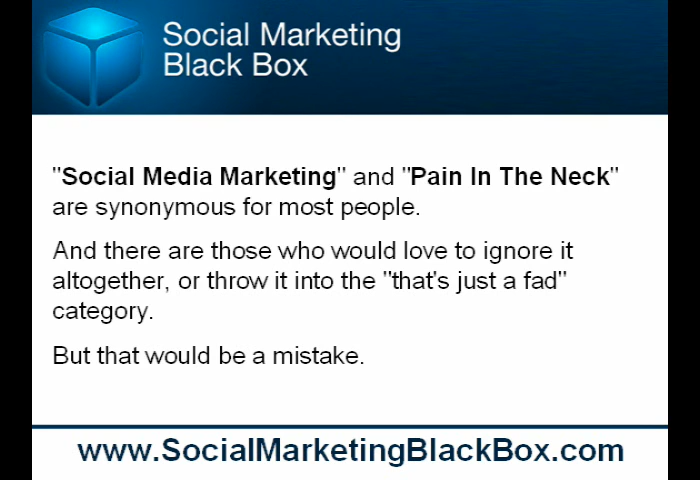 Social Marketing
Black Box
"Social Media Marketing" and "Pain In The Neck"
are synonymous for most people.
And there are those who would love to ignore it
altogether, or throw it into the "that's just a fad"
category.
But that would be a mistake.
www.SocialMarketingBlackBox.com